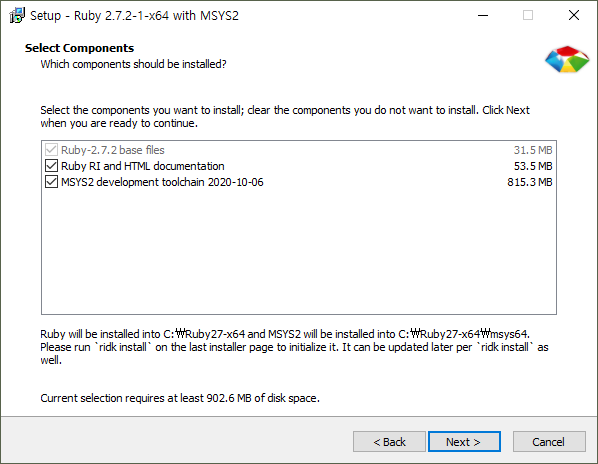 Setup - Ruby 2.7.2-1-x64 with MSYS2
Select Components
Which components should be installed?
Select the components you want to install; clear the components you do not want to install. Click Next
when you are ready to continue.
Ruby-2.7.2 base files 31.5 MB
Ruby RI and HTML documentation 53.5 MB
MSYS2 development toolchain 2020-10-06 815.3 MB
Ruby will be installed into C:₩Ruby27-x64 and MSYS2 will be installed into C:₩Ruby27-x64₩msys64.
Please run `ridk install` on the last installer page to initialize it. It can be updated later per `ridk install` as
well.
Current selection requires at least 902.6 MB of disk space.
< Back Next > Cancel